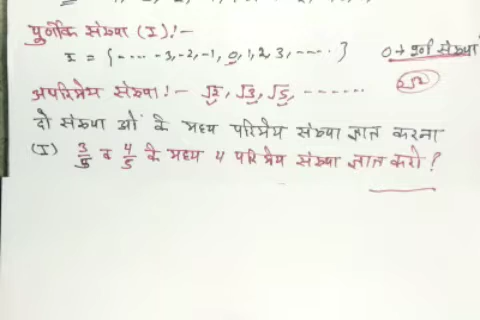 पुर्णांक संख्या (I) :-
I = { ---- -3, -2, -1, 0, 1, 2, 3, ---- } 0 → पूर्ण संख्या
अपरिमेय संख्या :- √2, √3, √5, ------- 2√2
दो संख्या ओं के मध्य परिमेय संख्या ज्ञात करना
(I) 3/5 व 4/5 के मध्य 4 परिमेय संख्या ज्ञात करो ?